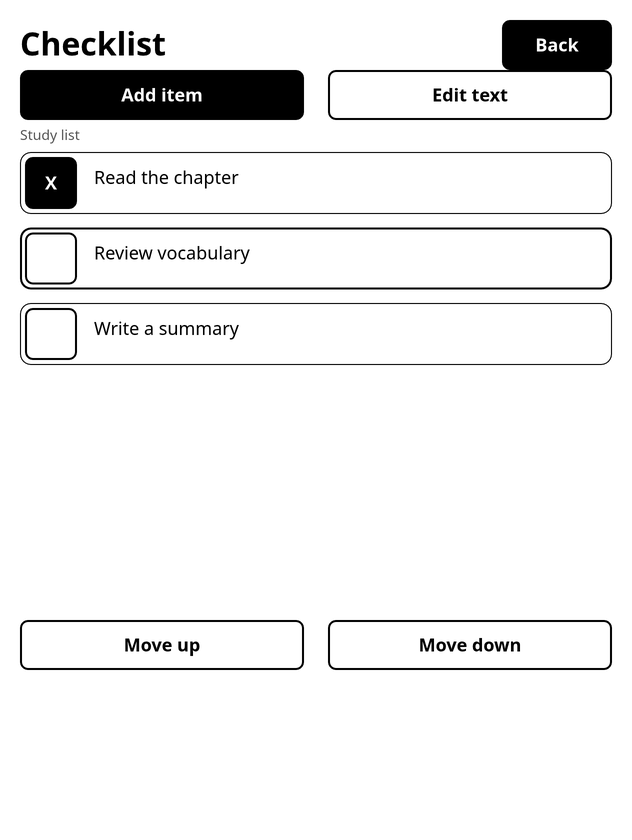 Checklist
Back
Add item
Edit text
Study list
X
Read the chapter
Review vocabulary
Write a summary
Move up
Move down